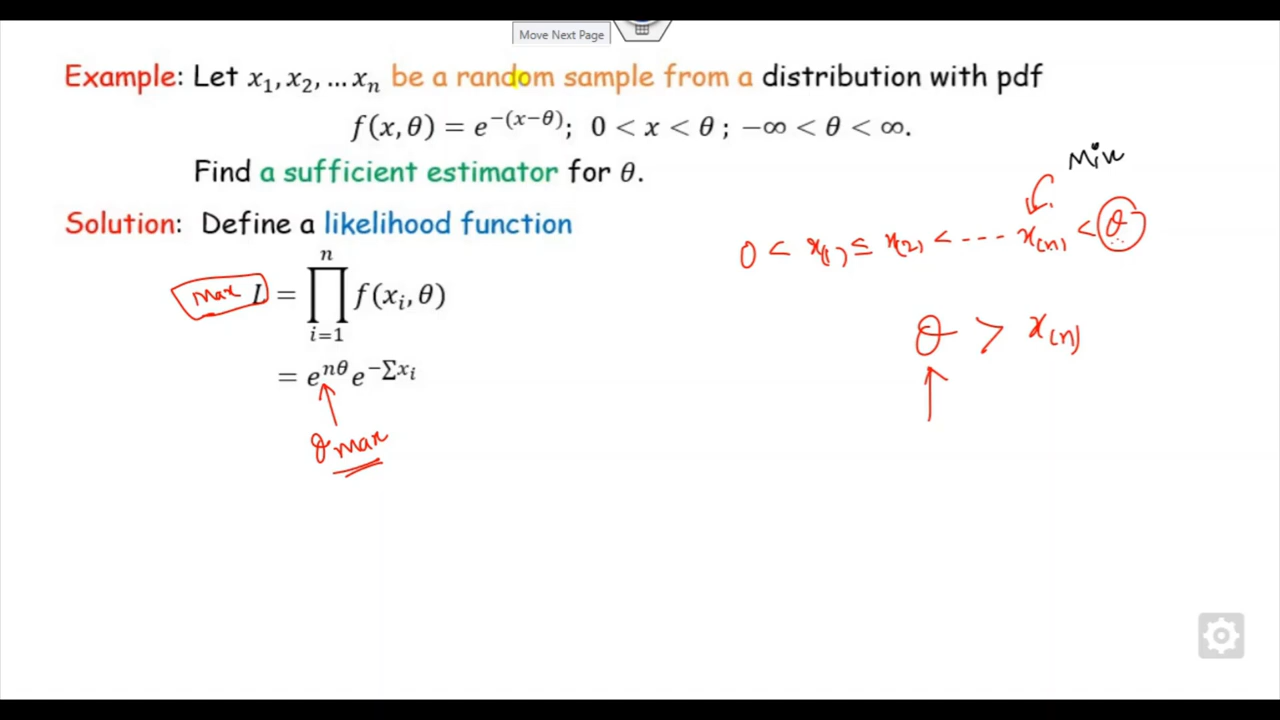 Move Next Page
Example: Let x₁, x₂, … xₙ be a random sample from a distribution with pdf
f(x, θ) = e^{−(x−θ)}; 0 < x < θ ; −∞ < θ < ∞.
Find a sufficient estimator for θ.
Min
Solution: Define a likelihood function
0 < x(1) ≤ x(2) < ---- x(n) < θ
Max L = ∏_{i=1}^{n} f(xᵢ, θ)
θ > x(n)
= e^{nθ} e^{−∑xᵢ}
θ max